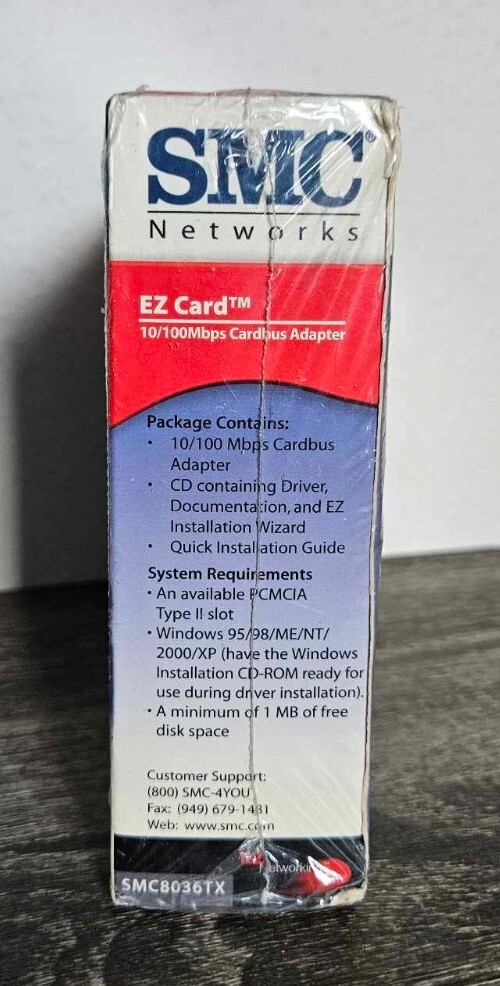 SMC®
Networks
EZ Card™
10/100Mbps Cardbus Adapter
Package Contains:
• 10/100 Mbps Cardbus
Adapter
• CD containing Driver,
Documentation, and EZ
Installation Wizard
• Quick Installation Guide
System Requirements
• An available PCMCIA
Type II slot
• Windows 95/98/ME/NT/
2000/XP (have the Windows
Installation CD-ROM ready for
use during driver installation).
• A minimum of 1 MB of free
disk space
Customer Support:
(800) SMC-4YOU
Fax: (949) 679-1481
Web: www.smc.com
SMC8036TX